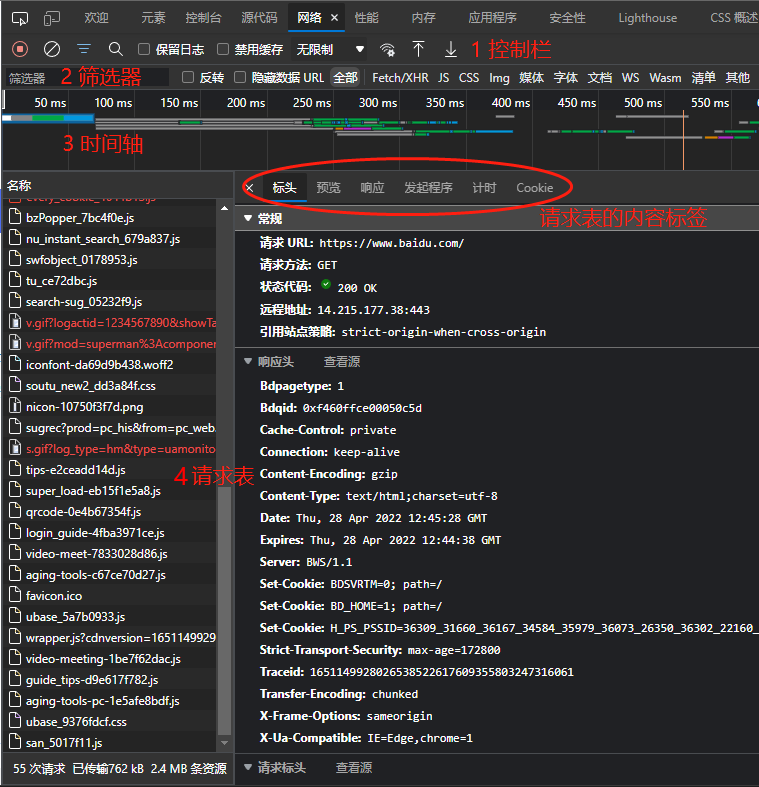 欢迎 元素 控制台 源代码 网络 × 性能 内存 应用程序 安全性 Lighthouse CSS 概述
保留日志 禁用缓存 无限制 1 控制栏
筛选器 2 筛选器 反转 隐藏数据 URL 全部 Fetch/XHR JS CSS Img 媒体 字体 文档 WS Wasm 清单 其他
50 ms 100 ms 150 ms 200 ms 250 ms 300 ms 350 ms 400 ms 450 ms 500 ms 550 ms
3 时间轴
名称
× 标头 预览 响应 发起程序 计时 Cookie
请求表的内容标签
bzPopper_7bc4f0e.js
nu_instant_search_679a837.js
swfobject_0178953.js
tu_ce72dbc.js
search-sug_05232f9.js
v.gif?logactid=1234567890&showTa
v.gif?mod=superman%3Acomponen
iconfont-da69d9b438.woff2
soutu_new2_dd3a84f.css
nicon-10750f3f7d.png
sugrec?prod=pc_his&from=pc_web
s.gif?log_type=hm&type=uamonito
tips-e2ceadd14d.js
super_load-eb15f1e5a8.js
qrcode-0e4b67354f.js
login_guide-4fba3971ce.js
video-meet-7833028d86.js
aging-tools-c67ce70d27.js
favicon.ico
ubase_5a7b0933.js
wrapper.js?cdnversion=1651149929
video-meeting-1be7f62dac.js
guide_tips-d9e617f782.js
aging-tools-pc-1e5afe8bdf.js
ubase_9376fdcf.css
san_5017f11.js
4 请求表
55 次请求 已传输762 kB 2.4 MB 条资源
常规
请求 URL: https://www.baidu.com/
请求方法: GET
状态代码: 200 OK
远程地址: 14.215.177.38:443
引用站点策略: strict-origin-when-cross-origin
响应头 查看源
Bdpagetype: 1
Bdqid: 0xf460ffce00050c5d
Cache-Control: private
Connection: keep-alive
Content-Encoding: gzip
Content-Type: text/html;charset=utf-8
Date: Thu, 28 Apr 2022 12:45:28 GMT
Expires: Thu, 28 Apr 2022 12:44:38 GMT
Server: BWS/1.1
Set-Cookie: BDSVRTM=0; path=/
Set-Cookie: BD_HOME=1; path=/
Set-Cookie: H_PS_PSSID=36309_31660_36167_34584_35979_36073_26350_36302_22160_
Strict-Transport-Security: max-age=172800
Traceid: 1651149928026538522617609355803247316061
Transfer-Encoding: chunked
X-Frame-Options: sameorigin
X-Ua-Compatible: IE=Edge,chrome=1
请求标头 查看源